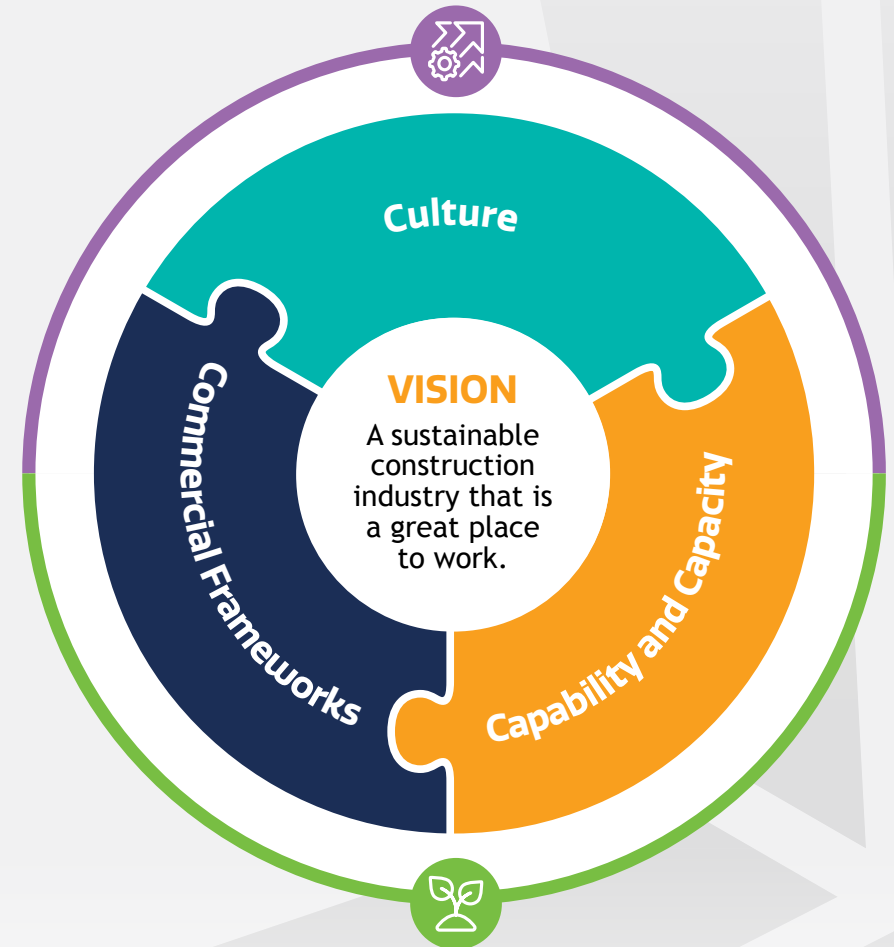 Culture
VISION
A sustainable
construction
industry that is
a great place
to work.
Commercial Frameworks
Capability and Capacity